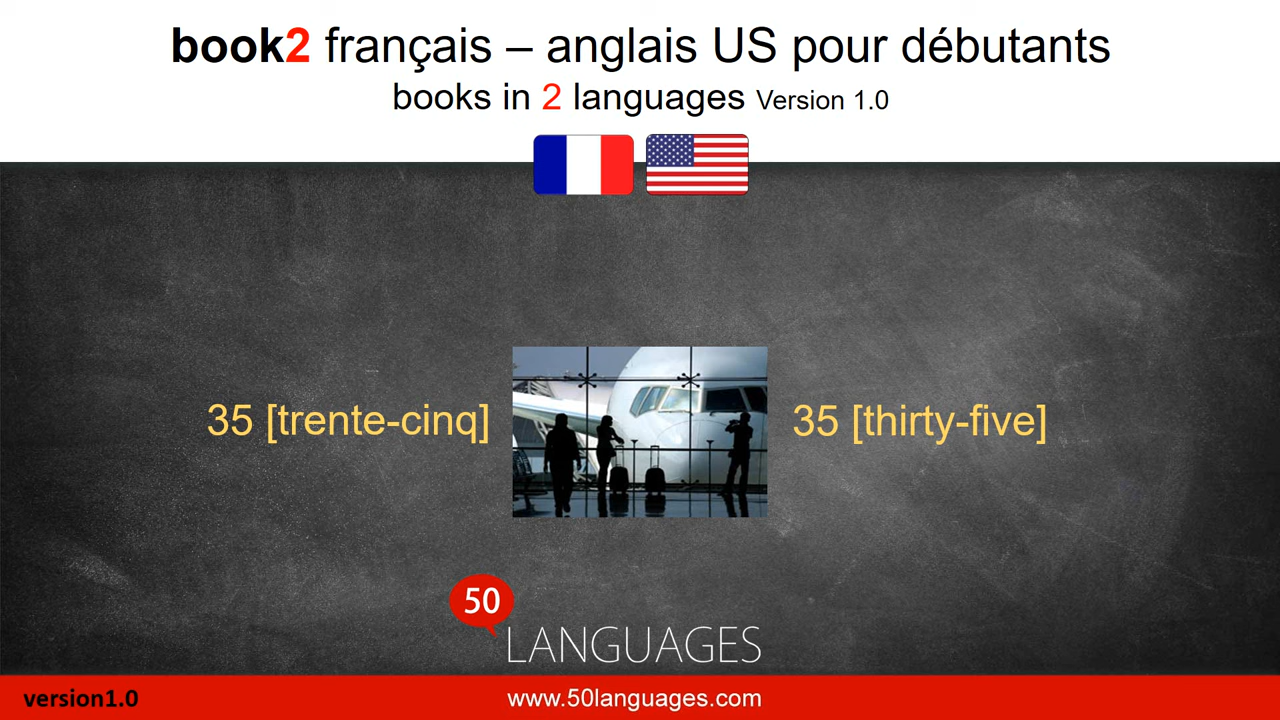 book2 français – anglais US pour débutants
books in 2 languages Version 1.0
35 [trente-cinq]
35 [thirty-five]
50
LANGUAGES
version1.0
www.50languages.com